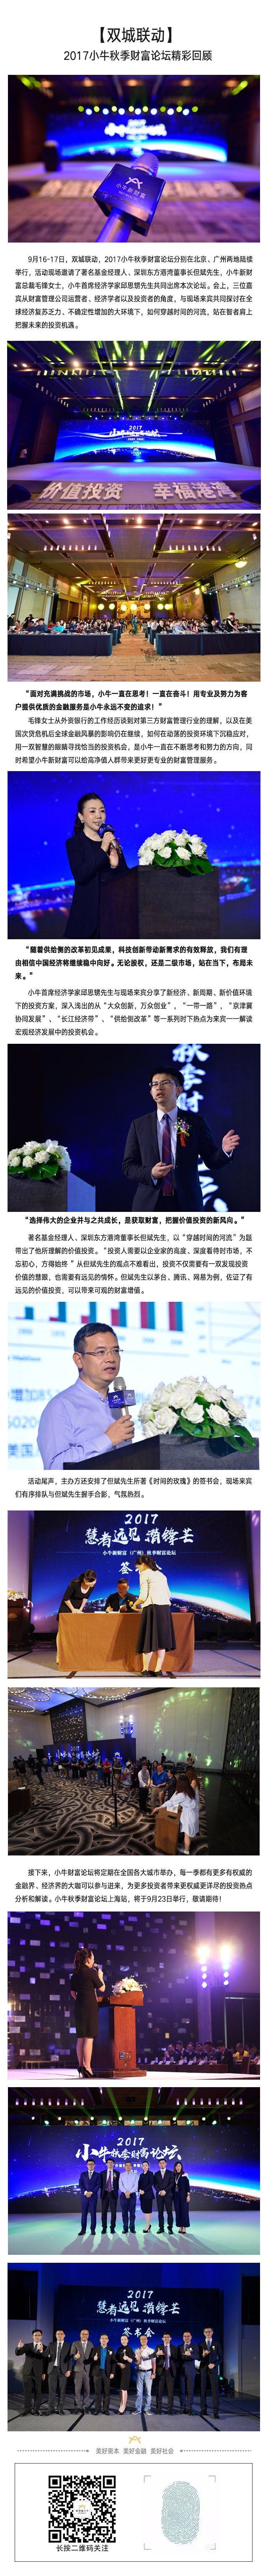 【双城联动】
2017小牛秋季财富论坛精彩回顾
小牛新财富
9月16-17日，双城联动，2017小牛秋季财富论坛分别在北京、广州两地陆续
举行，活动现场邀请了著名基金经理人、深圳东方港湾董事长但斌先生，小牛新财
富总裁毛锋女士，小牛首席经济学家邱思甥先生共同出席本次论坛。会上，三位嘉
宾从财富管理公司运营者、经济学者以及投资者的角度，与现场来宾共同探讨在全
球经济复苏乏力、不确定性增加的大环境下，如何穿越时间的河流，站在智者肩上
把握未来的投资机遇。
2017
小牛秋季财富论坛
价值投资 幸福港湾
“面对充满挑战的市场，小牛一直在思考！一直在奋斗！用专业及努力为客
户提供优质的金融服务是小牛永远不变的追求！”
毛锋女士从外资银行的工作经历谈到对第三方财富管理行业的理解，以及在美
国次贷危机后全球金融风暴的影响仍在继续，如何在动荡的投资环境下沉稳应对，
用一双智慧的眼睛寻找恰当的投资机会，是小牛一直在不断思考和努力的方向，同
时希望小牛新财富可以给高净值人群带来更好更专业的财富管理服务。
“随着供给侧的改革初见成果，科技创新带动新需求的有效释放，我们有理
由相信中国经济将继续稳中向好。无论股权，还是二级市场，站在当下，布局未
来。”
小牛首席经济学家邱思甥先生与现场来宾分享了新经济、新周期、新价值环境
下的投资方案，深入浅出的从“大众创新，万众创业”、“一带一路”、“京津冀
协同发展”、“长江经济带”、“供给侧改革”等一系列时下热点为来宾一一解读
宏观经济发展中的投资机会。
秋季财
“选择伟大的企业并与之共成长，是获取财富，把握价值投资的新风向。”
著名基金经理人、深圳东方港湾董事长但斌先生，以“穿越时间的河流”为题
带出了他所理解的价值投资。“投资人需要以企业家的高度、深度看待时市场，不
忘初心，方得始终 ”从但斌先生的观点不难看出，投资不仅需要有一双发现投资
价值的慧眼，也需要有远见的情怀。但斌先生以茅台、腾讯、网易为例，佐证了有
远见的价值投资，可以带来可观的财富增值。
活动尾声，主办方还安排了但斌先生所著《时间的玫瑰》的签书会，现场来宾
们有序排队与但斌先生握手合影，气氛热烈。
2017
慧者远见 潜锋芒
小牛新财富（广州）秋季财富论坛
接下来，小牛财富论坛将定期在全国各大城市举办，每一季都有更多有权威的
金融界、经济界的大咖可以参与进来，为更多投资者带来更权威更详尽的投资热点
分析和解读。小牛秋季财富论坛上海站，将于9月23日举行，敬请期待！
2017
小牛秋季财富论坛
2017
慧者远见 潜锋芒
小牛新财富（广州）秋季财富论坛
签书会
美好资本 美好金融 美好社会
长按二维码关注